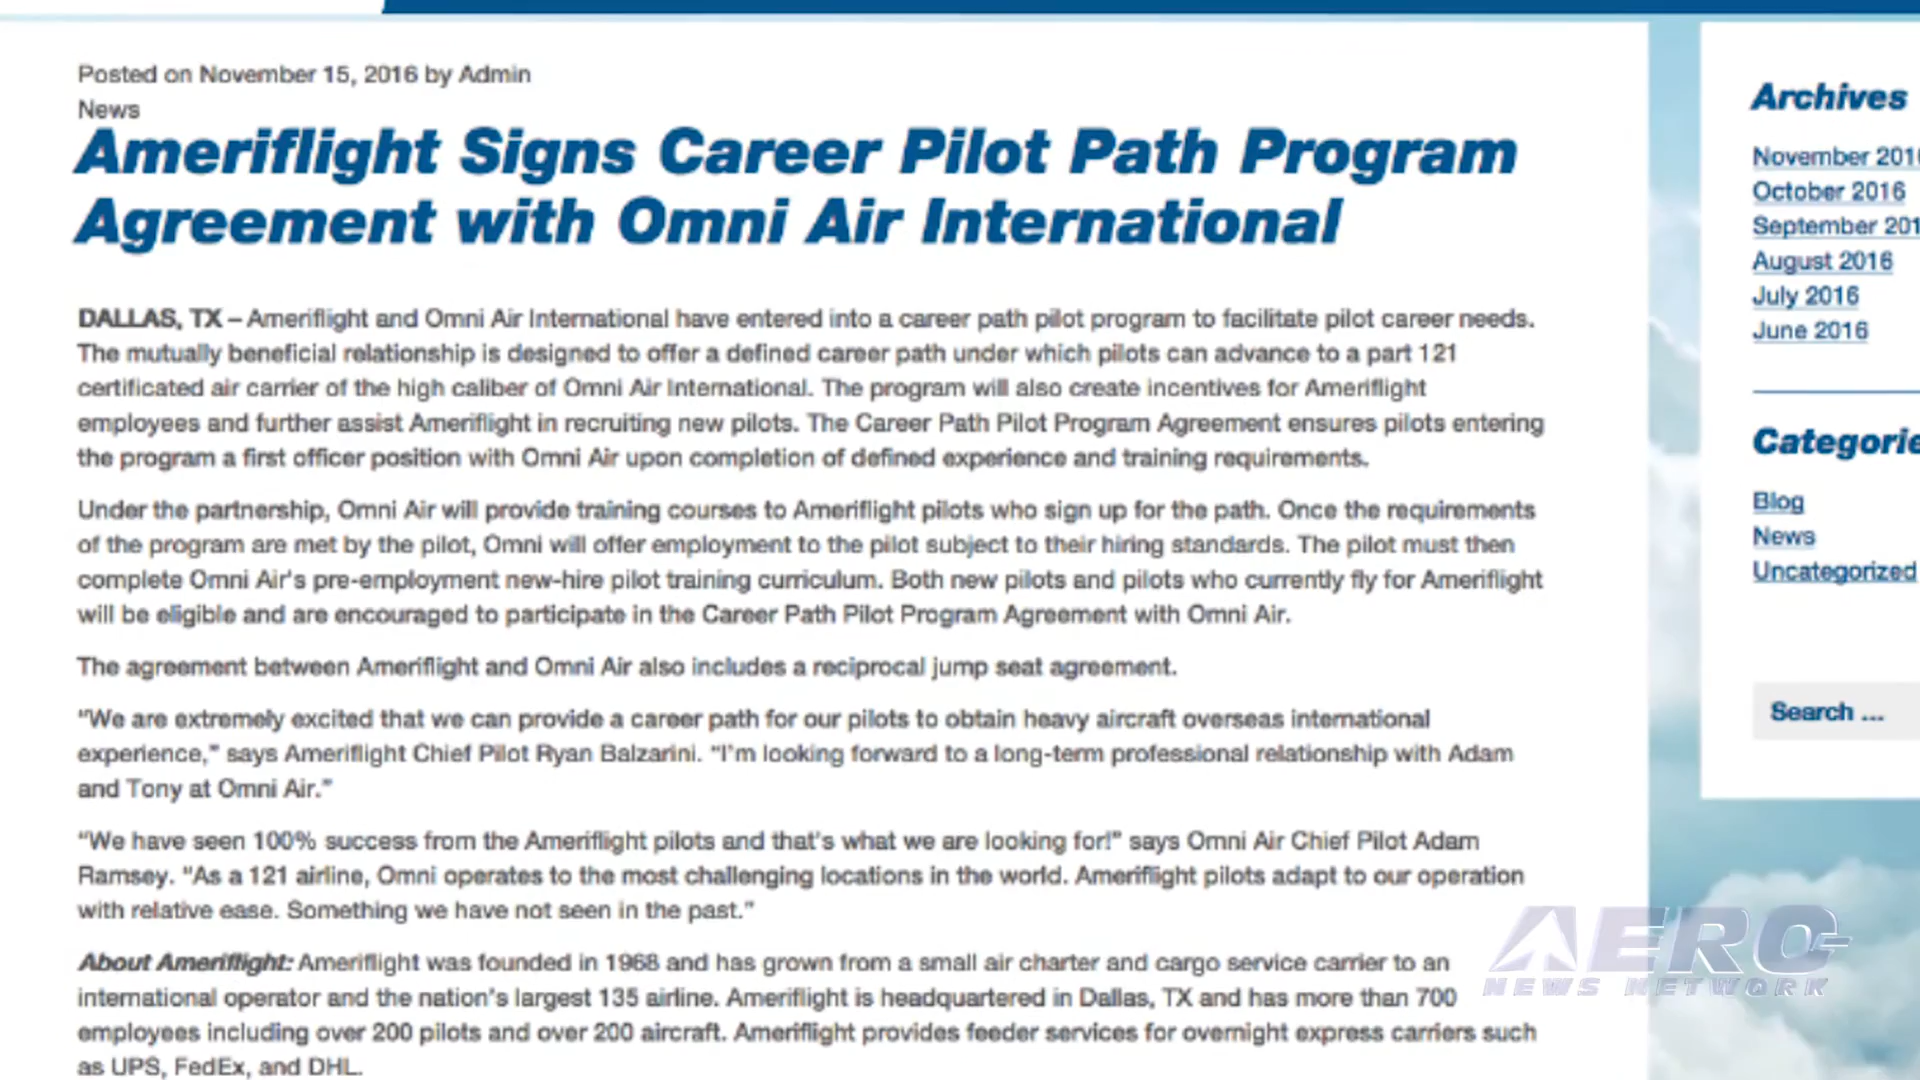 Posted on November 15, 2016 by Admin
News
Ameriflight Signs Career Pilot Path Program
Agreement with Omni Air International
DALLAS, TX – Ameriflight and Omni Air International have entered into a career path pilot program to facilitate pilot career needs.
The mutually beneficial relationship is designed to offer a defined career path under which pilots can advance to a part 121
certificated air carrier of the high caliber of Omni Air International. The program will also create incentives for Ameriflight
employees and further assist Ameriflight in recruiting new pilots. The Career Path Pilot Program Agreement ensures pilots entering
the program a first officer position with Omni Air upon completion of defined experience and training requirements.
Under the partnership, Omni Air will provide training courses to Ameriflight pilots who sign up for the path. Once the requirements
of the program are met by the pilot, Omni will offer employment to the pilot subject to their hiring standards. The pilot must then
complete Omni Air's pre-employment new-hire pilot training curriculum. Both new pilots and pilots who currently fly for Ameriflight
will be eligible and are encouraged to participate in the Career Path Pilot Program Agreement with Omni Air.
The agreement between Ameriflight and Omni Air also includes a reciprocal jump seat agreement.
“We are extremely excited that we can provide a career path for our pilots to obtain heavy aircraft overseas international
experience,” says Ameriflight Chief Pilot Ryan Balzarini. “I'm looking forward to a long-term professional relationship with Adam
and Tony at Omni Air.”
“We have seen 100% success from the Ameriflight pilots and that's what we are looking for!” says Omni Air Chief Pilot Adam
Ramsey. “As a 121 airline, Omni operates to the most challenging locations in the world. Ameriflight pilots adapt to our operation
with relative ease. Something we have not seen in the past.”
About Ameriflight: Ameriflight was founded in 1968 and has grown from a small air charter and cargo service carrier to an
international operator and the nation's largest 135 airline. Ameriflight is headquartered in Dallas, TX and has more than 700
employees including over 200 pilots and over 200 aircraft. Ameriflight provides feeder services for overnight express carriers such
as UPS, FedEx, and DHL.
Archives
November 201
October 2016
September 201
August 2016
July 2016
June 2016
Categorie
Blog
News
Uncategorized
Search ...
AERO
NEWS NETWORK